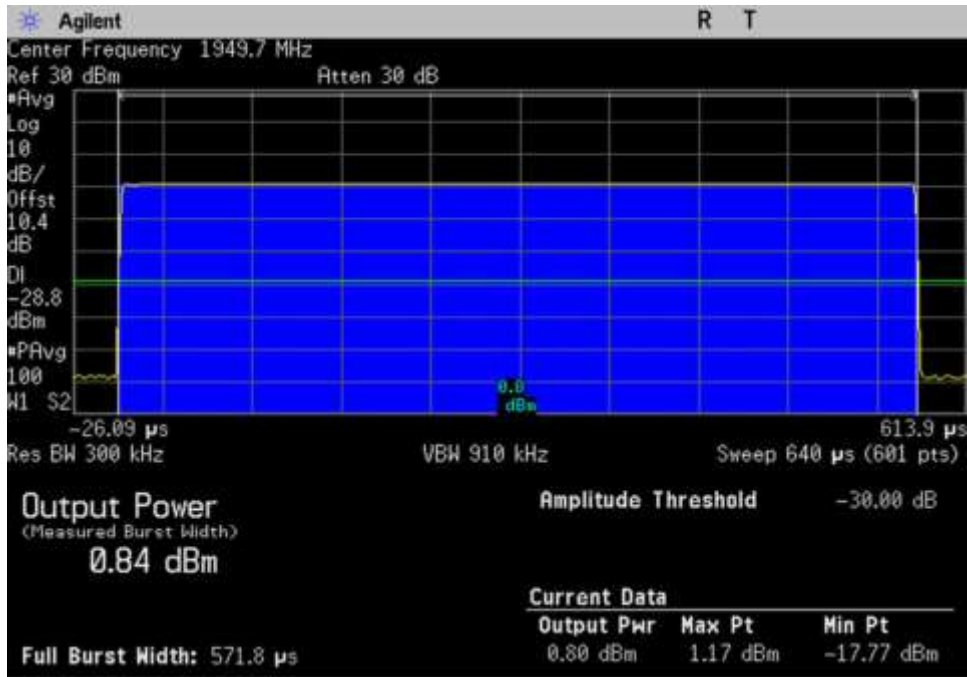 Agilent R T
Center Frequency 1949.7 MHz
Ref 30 dBm Atten 30 dB
#Avg
Log
10
dB/
Offst
10.4
dB
DI
-28.8
dBm
#PAvg
100
W1 S2
0.8
dBm
-26.09 µs 613.9 µs
Res BW 300 kHz VBW 910 kHz Sweep 640 µs (601 pts)
Output Power
(Measured Burst Width)
0.84 dBm
Amplitude Threshold -30.00 dB
Current Data
Output Pwr Max Pt Min Pt
0.80 dBm 1.17 dBm -17.77 dBm
Full Burst Width: 571.8 µs